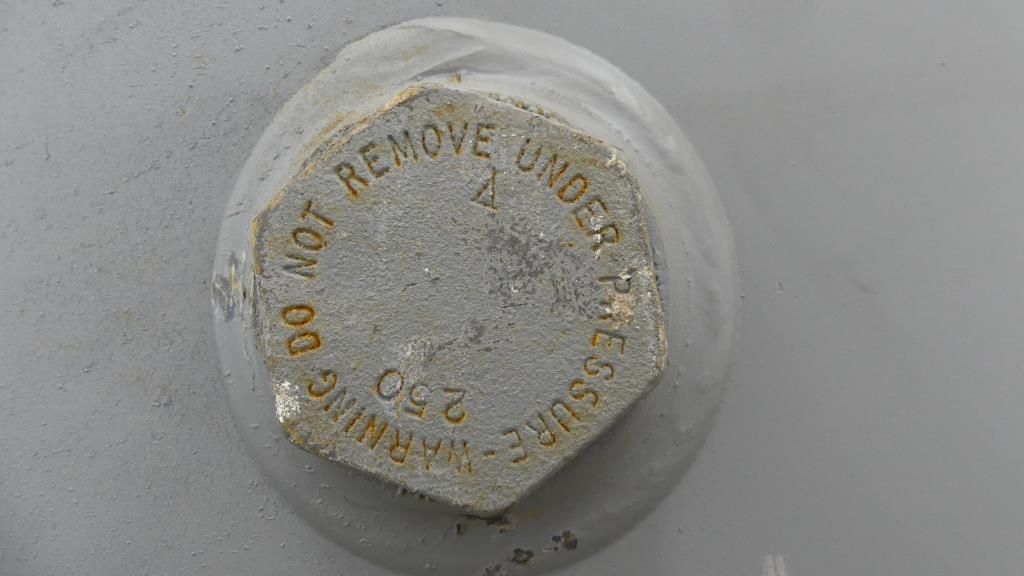 WARNING DO NOT REMOVE UNDER PRESSURE -
250